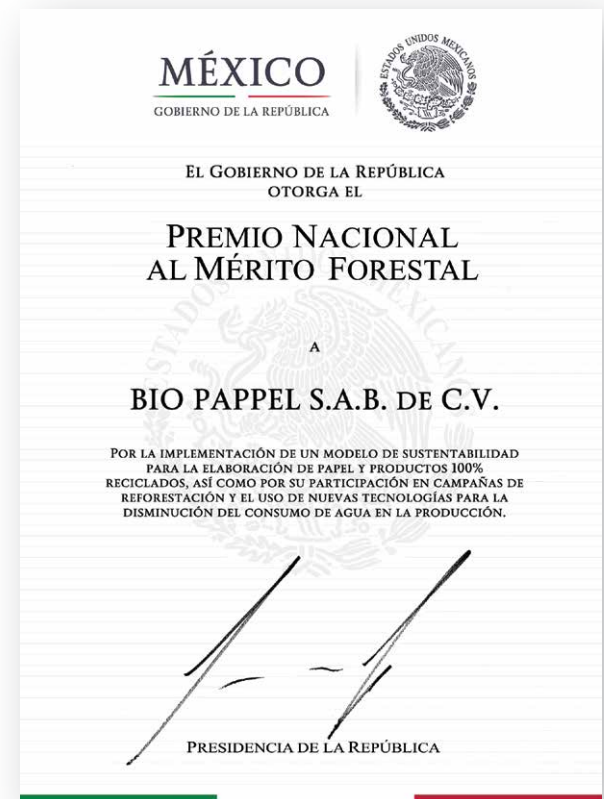 MÉXICO
GOBIERNO DE LA REPÚBLICA
ESTADOS UNIDOS MEXICANOS
EL GOBIERNO DE LA REPÚBLICA
OTORGA EL
PREMIO NACIONAL
AL MÉRITO FORESTAL
A
BIO PAPPEL S.A.B. DE C.V.
POR LA IMPLEMENTACIÓN DE UN MODELO DE SUSTENTABILIDAD
PARA LA ELABORACIÓN DE PAPEL Y PRODUCTOS 100%
RECICLADOS, ASÍ COMO POR SU PARTICIPACIÓN EN CAMPAÑAS DE
REFORESTACIÓN Y EL USO DE NUEVAS TECNOLOGÍAS PARA LA
DISMINUCIÓN DEL CONSUMO DE AGUA EN LA PRODUCCIÓN.
PRESIDENCIA DE LA REPÚBLICA